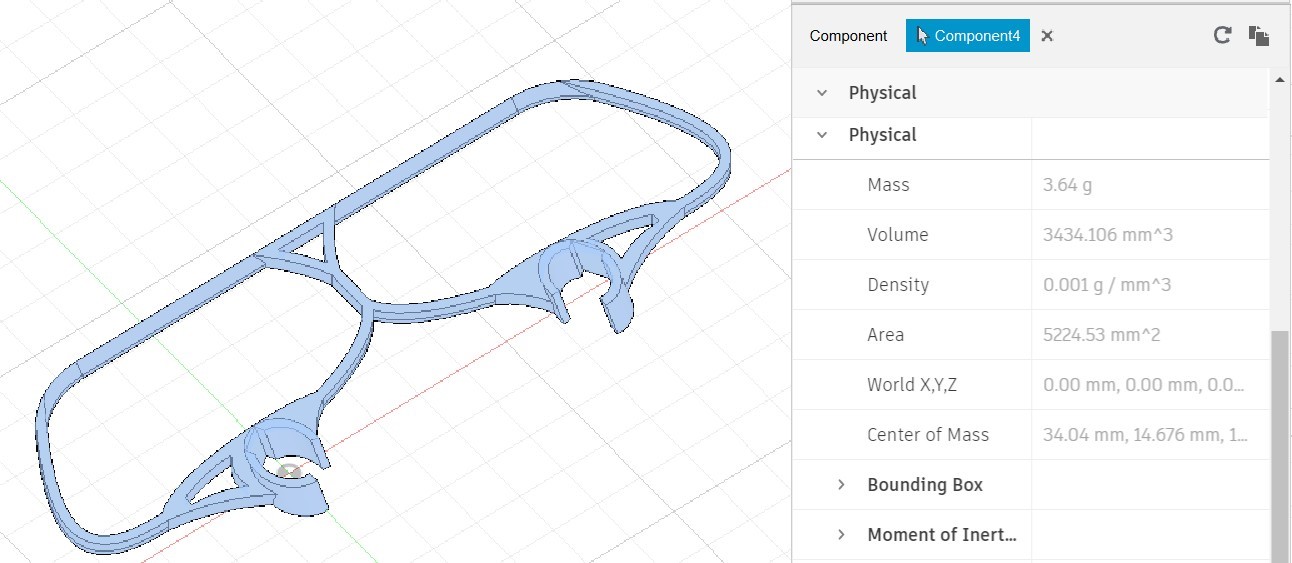 Component Component4
Physical
Physical
Mass 3.64 g
Volume 3434.106 mm^3
Density 0.001 g / mm^3
Area 5224.53 mm^2
World X,Y,Z 0.00 mm, 0.00 mm, 0.0...
Center of Mass 34.04 mm, 14.676 mm, 1...
Bounding Box
Moment of Inert...